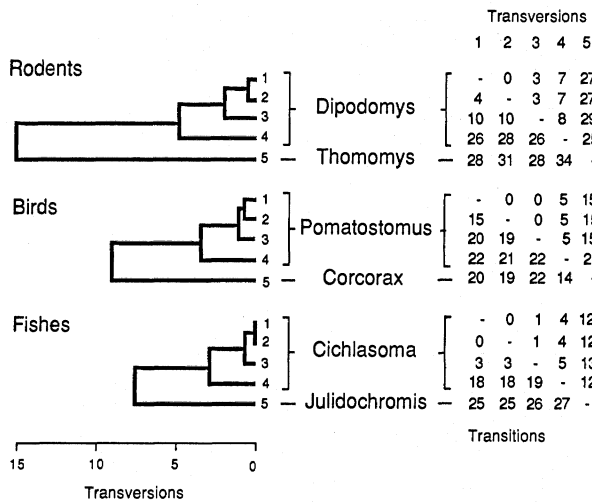 Transversions
1 2 3 4 5
Rodents
1 - 0 3 7 27
2 4 - 3 7 27
3 Dipodomys 10 10 - 8 29
4 26 28 26 -
5 Thomomys 28 31 28 34 -
Birds
1 - 0 0 5 15
2 15 - 0 5 15
3 Pomatostomus 20 19 - 5 15
4 22 21 22 - 2
5 Corcorax 20 19 22 14 -
Fishes
1 - 0 1 4 12
2 0 - 1 4 12
3 Cichlasoma 3 3 - 5 13
4 18 18 19 - 12
5 Julidochromis 25 25 26 27 -
Transitions
15 10 5 0
Transversions